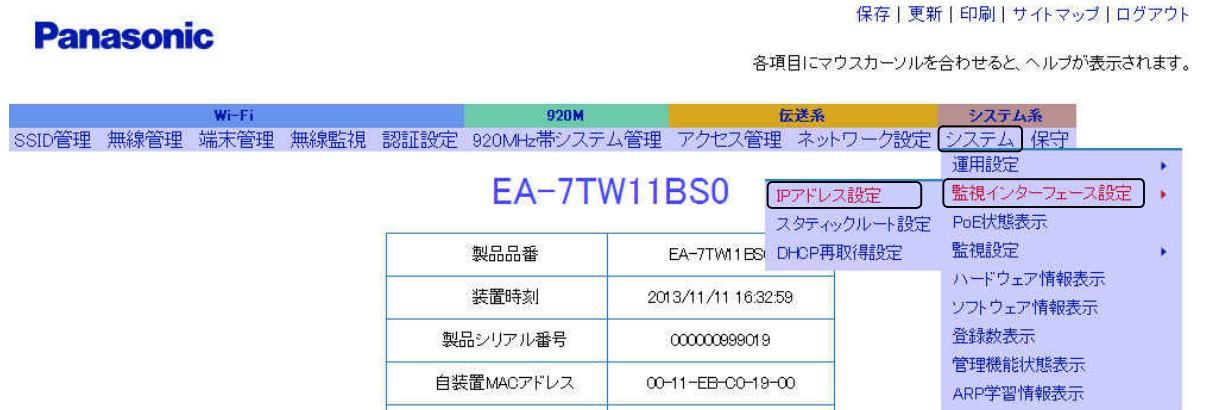 保存 | 更新 | 印刷 | サイトマップ | ログアウト
Panasonic
各項目にマウスカーソルを合わせると、ヘルプが表示されます。
Wi-Fi 920M 伝送系 システム系
SSID管理 無線管理 端末管理 無線監視 認証設定 920MHz帯システム管理 アクセス管理 ネットワーク設定 システム 保守
運用設定
監視インターフェース設定
PoE状態表示
監視設定
ハードウェア情報表示
ソフトウェア情報表示
登録数表示
管理機能状態表示
ARP学習情報表示
IPアドレス設定
スタティックルート設定
DHCP再取得設定
EA-7TW11BS0
製品品番 EA-7TW11BS
装置時刻 2013/11/11 16:32:59
製品シリアル番号 000000999019
自装置MACアドレス 00-11-EB-C0-19-00